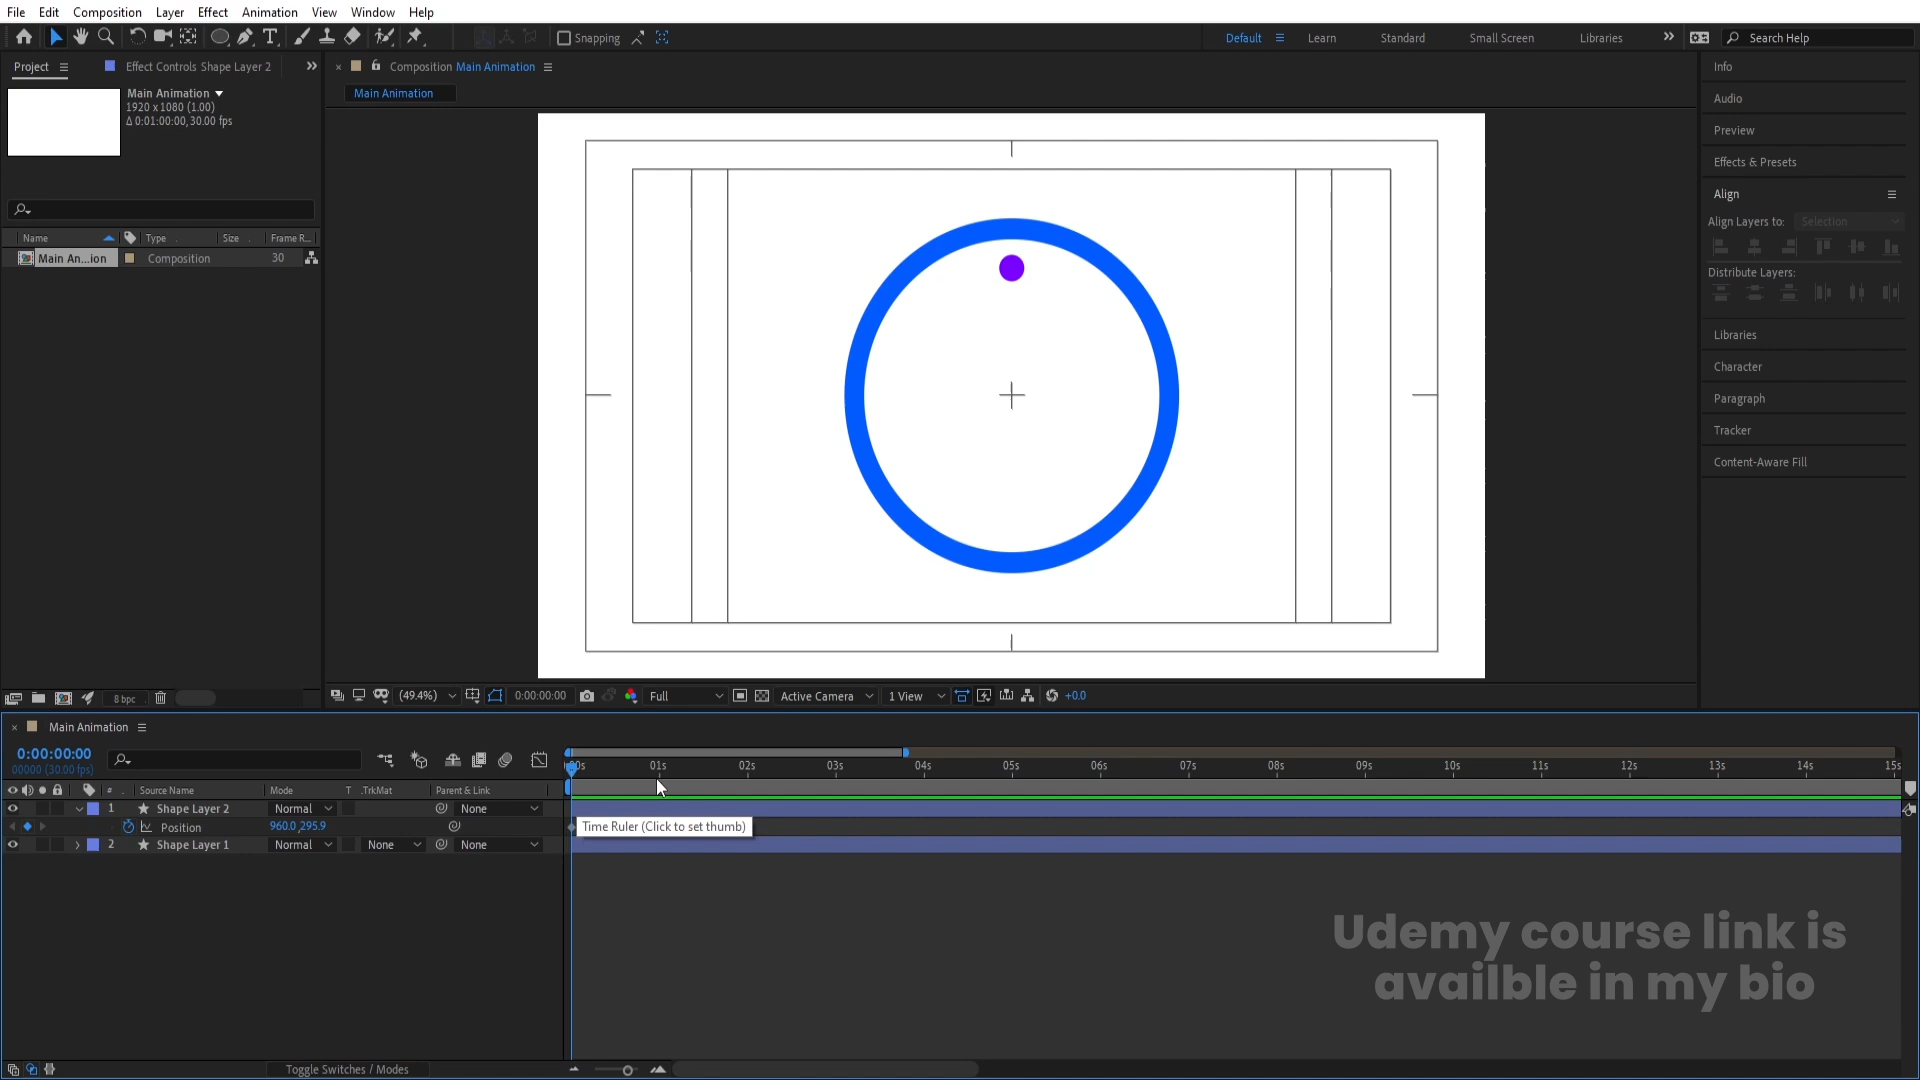 File Edit Composition Layer Effect Animation View Window Help
Snapping Default Learn Standard Small Screen Libraries Search Help
Project Effect Controls Shape Layer 2 Composition Main Animation
Main Animation
1920 x 1080 (1.00)
Δ 0:01:00:00, 30.00 fps
Main Animation
Name Type Size Frame R...
Main An...ion Composition 30
Info
Audio
Preview
Effects & Presets
Align
Align Layers to: Selection
Distribute Layers:
Libraries
Character
Paragraph
Tracker
Content-Aware Fill
8 bpc (49.4%) 0:00:00:00 Full Active Camera 1 View +0.0
Main Animation
0:00:00:00
00000 (30.00 fps)
:00s 01s 02s 03s 04s 05s 06s 07s 08s 09s 10s 11s 12s 13s 14s 15s
# Source Name Mode T .TrkMat Parent & Link
1 Shape Layer 2 Normal None
Position 960.0,295.9
Time Ruler (Click to set thumb)
2 Shape Layer 1 Normal None None
Udemy course link is
availble in my bio
Toggle Switches / Modes